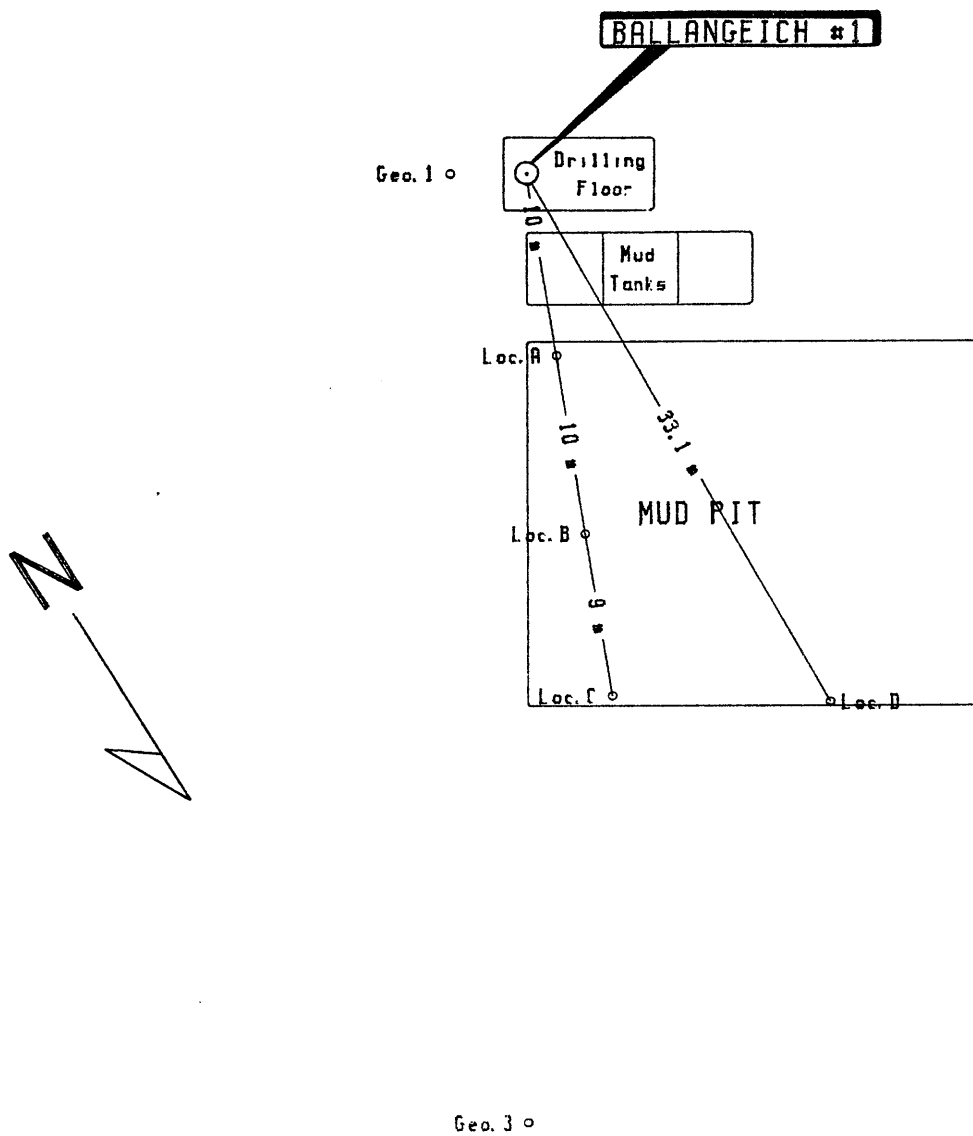 BALLANGEICH #1
Geo. 1
Drilling
Floor
10 m
Mud
Tanks
Loc. A
10 m
33.1 m
MUD PIT
Loc. B
9 m
Loc. C
Loc. D
N
Geo. 3